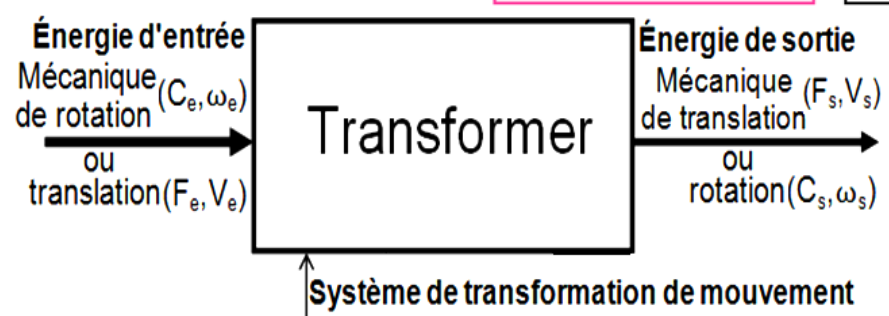 Énergie d'entrée
Mécanique (Cₑ,ωₑ)
de rotation
ou
translation(Fₑ,Vₑ)
Transformer
Énergie de sortie
Mécanique (Fₛ,Vₛ)
de translation
ou
rotation(Cₛ,ωₛ)
Système de transformation de mouvement